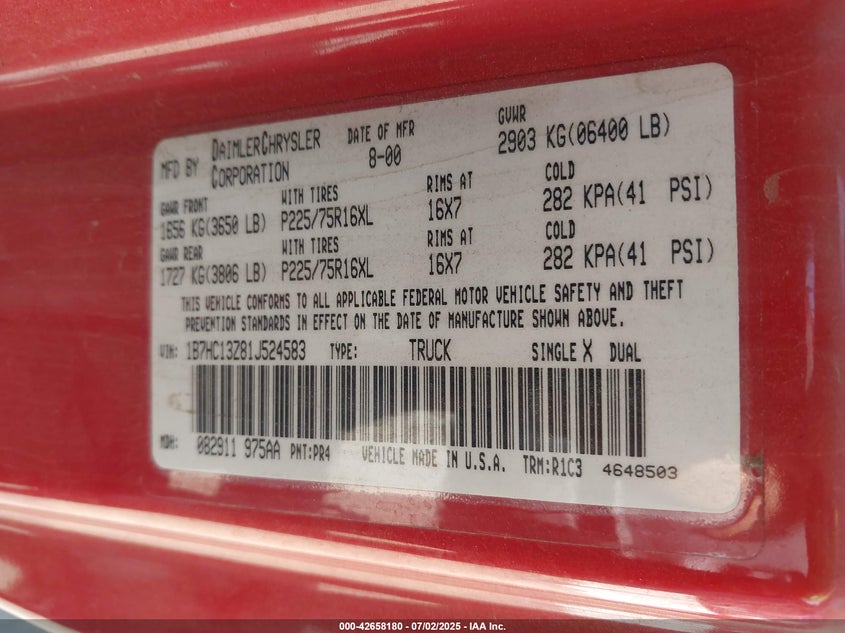 MFD BY DAIMLERCHRYSLER CORPORATION DATE OF MFR 8-00 GVWR 2903 KG(06400 LB)
GAWR FRONT WITH TIRES RIMS AT COLD
1656 KG(3650 LB) P225/75R16XL 16X7 282 KPA(41 PSI)
GAWR REAR WITH TIRES RIMS AT COLD
1727 KG(3806 LB) P225/75R16XL 16X7 282 KPA(41 PSI)
THIS VEHICLE CONFORMS TO ALL APPLICABLE FEDERAL MOTOR VEHICLE SAFETY AND THEFT
PREVENTION STANDARDS IN EFFECT ON THE DATE OF MANUFACTURE SHOWN ABOVE.
VIN: 1B7HC13Z81J524583 TYPE: TRUCK SINGLE X DUAL
MDH: 082911 975AA PNT:PR4 VEHICLE MADE IN U.S.A. TRM:R1C3 4648503
000-42658180 - 07/02/2025 - IAA Inc.